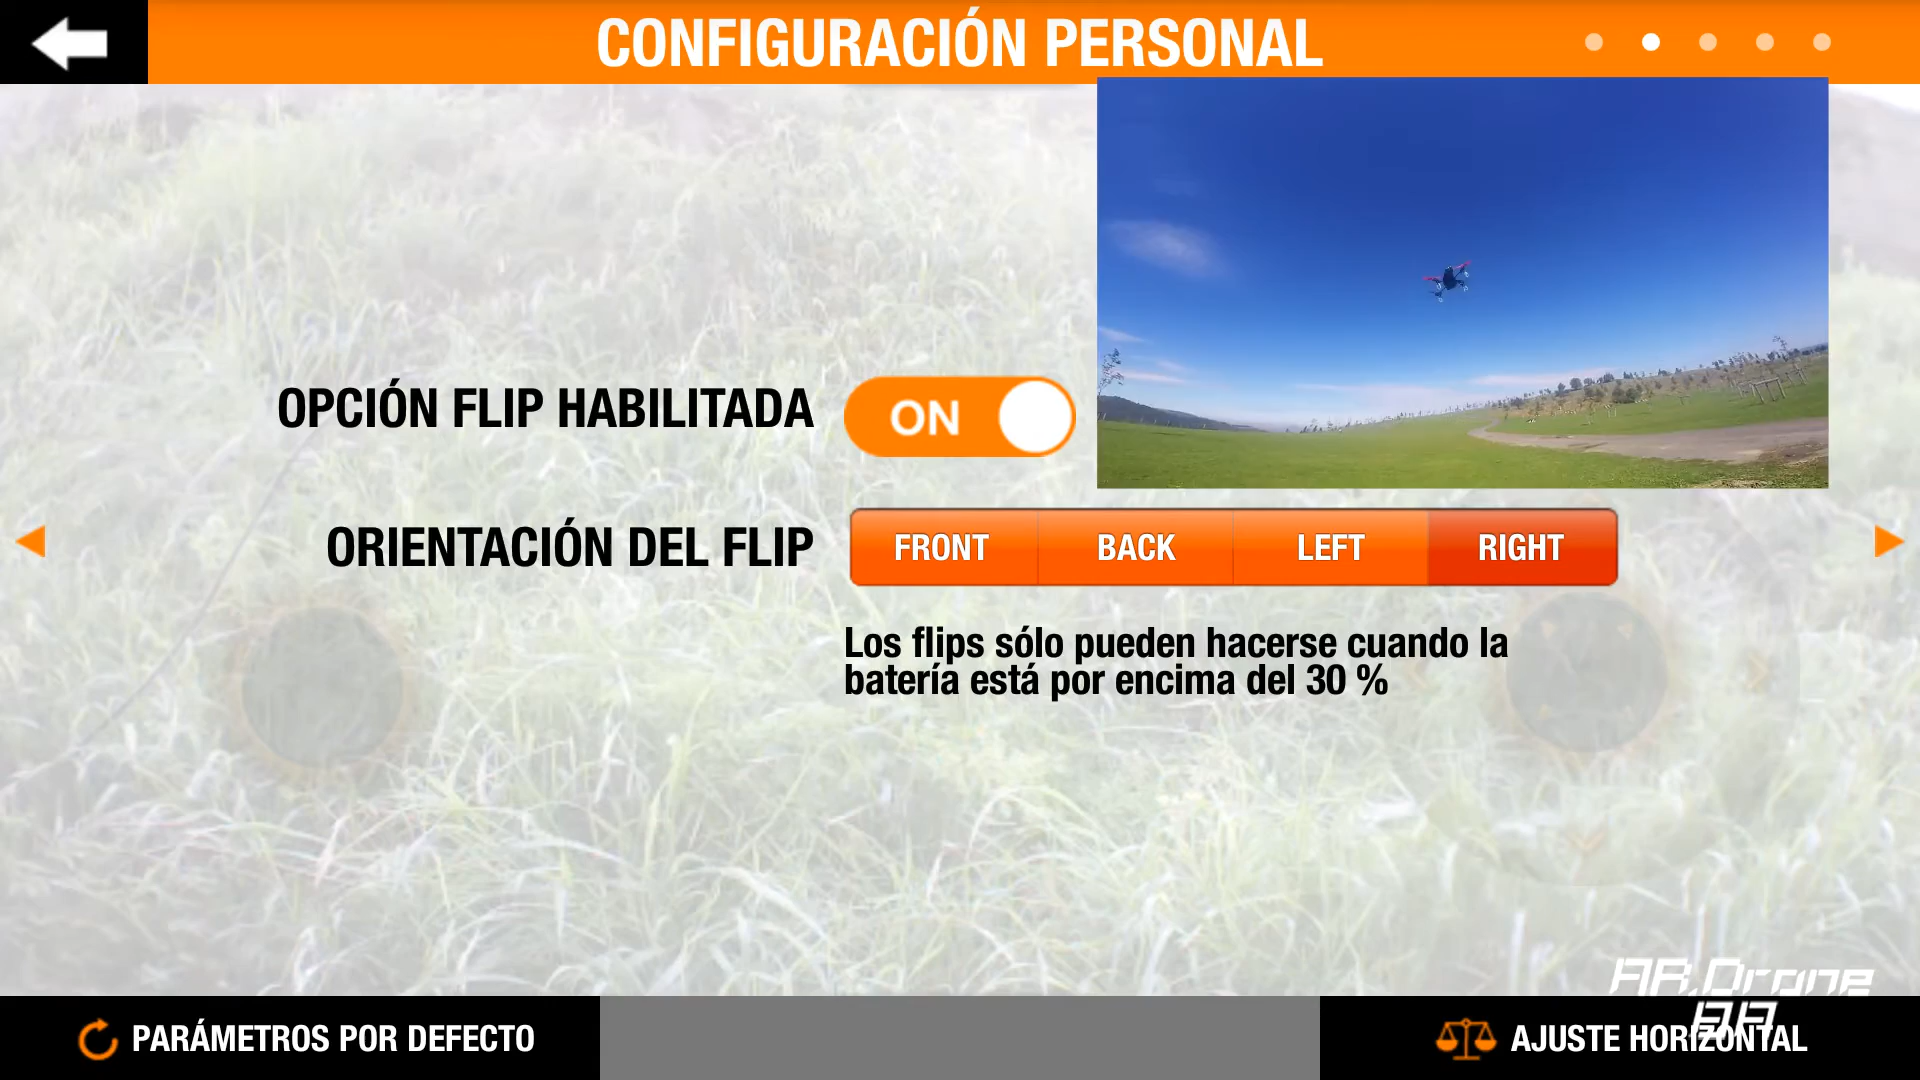 CONFIGURACIÓN PERSONAL
OPCIÓN FLIP HABILITADA
ON
ORIENTACIÓN DEL FLIP
FRONT
BACK
LEFT
RIGHT
Los flips sólo pueden hacerse cuando la
batería está por encima del 30 %
AR.Drone
PARÁMETROS POR DEFECTO
AJUSTE HORIZONTAL